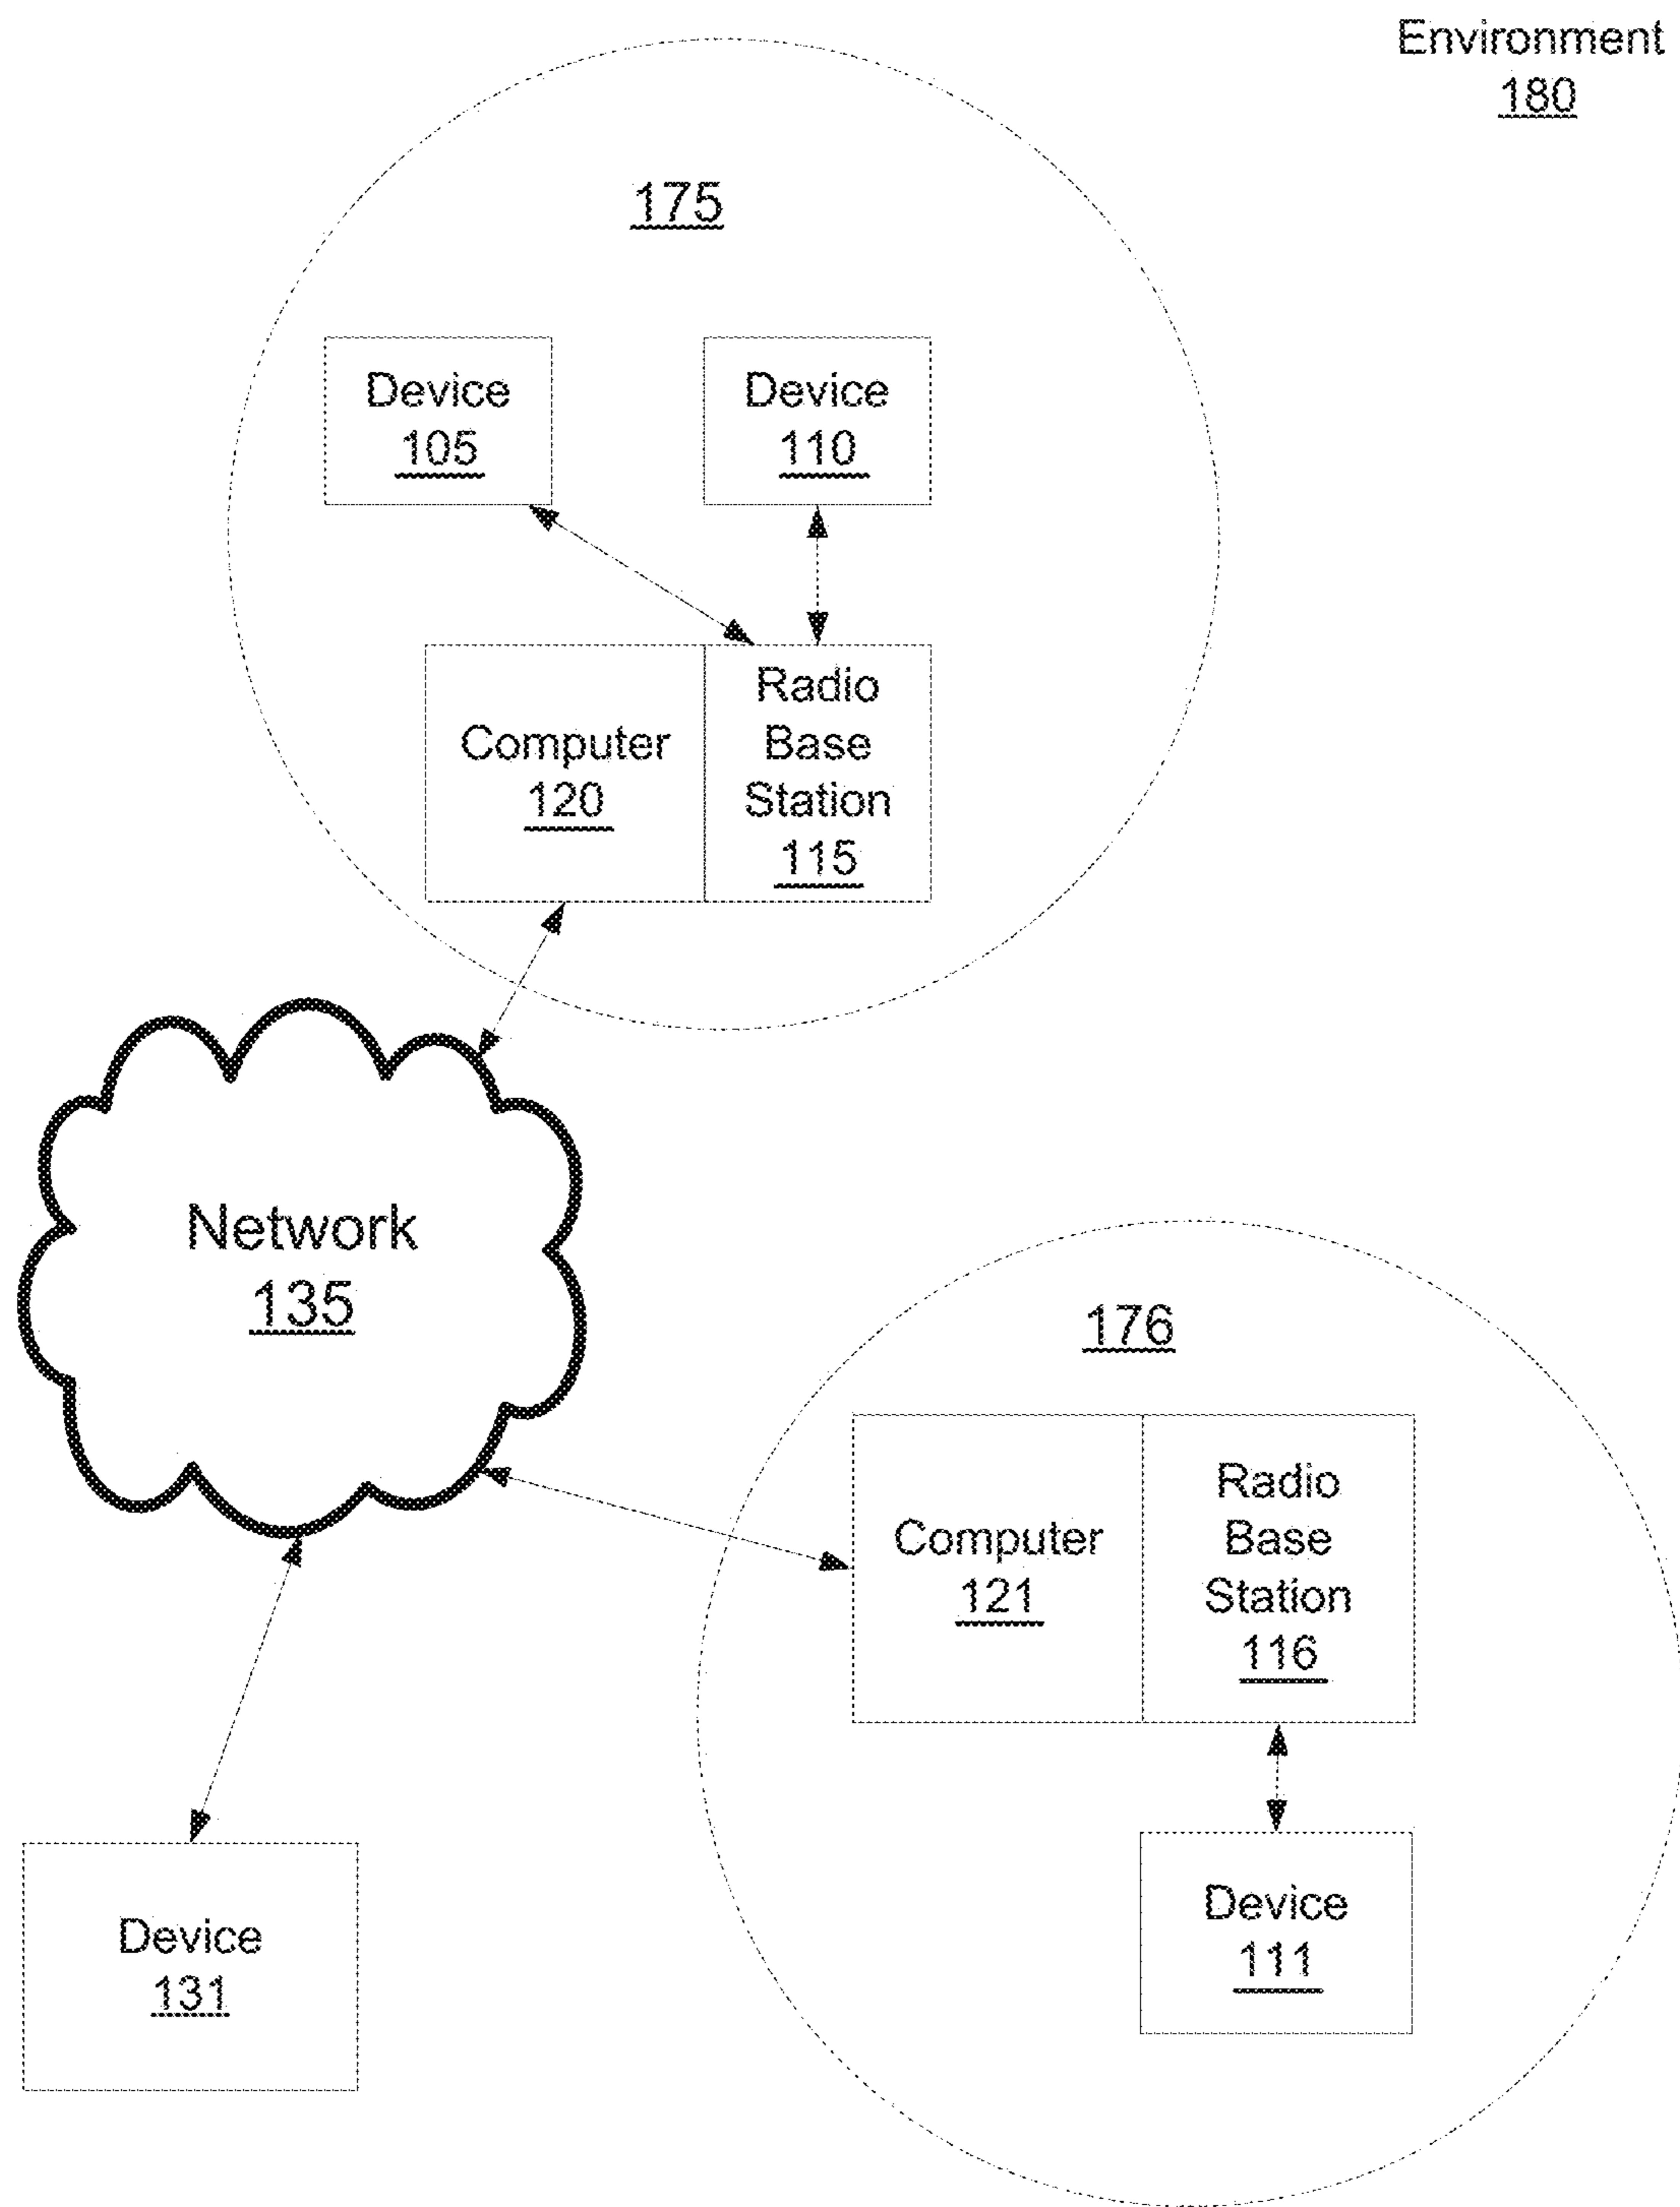 Environment
180
175
Device
105
Device
110
Computer
120
Radio
Base
Station
115
Network
135
176
Computer
121
Radio
Base
Station
116
Device
111
Device
131